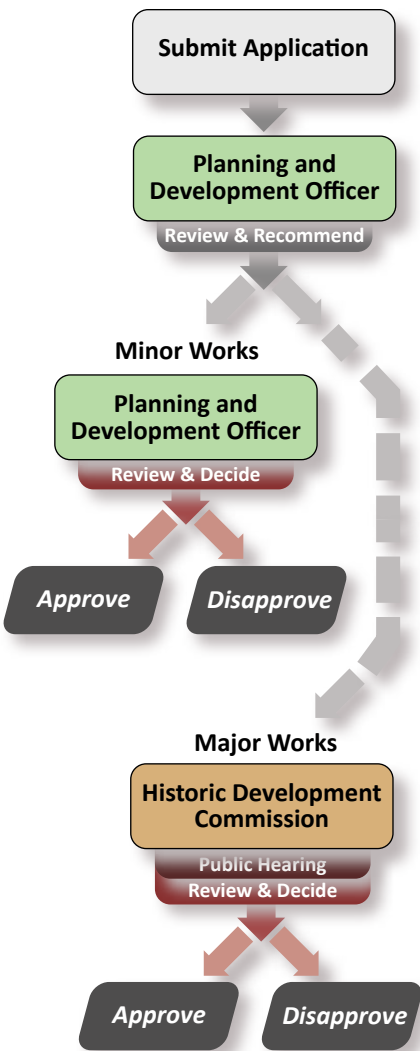 Submit Application
Planning and
Development Officer
Review & Recommend
Minor Works
Planning and
Development Officer
Review & Decide
Approve
Disapprove
Major Works
Historic Development
Commission
Public Hearing
Review & Decide
Approve
Disapprove